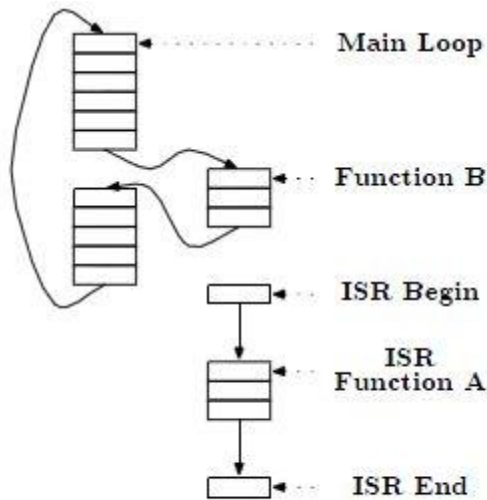 Main Loop
Function B
ISR Begin
ISR
Function A
ISR End